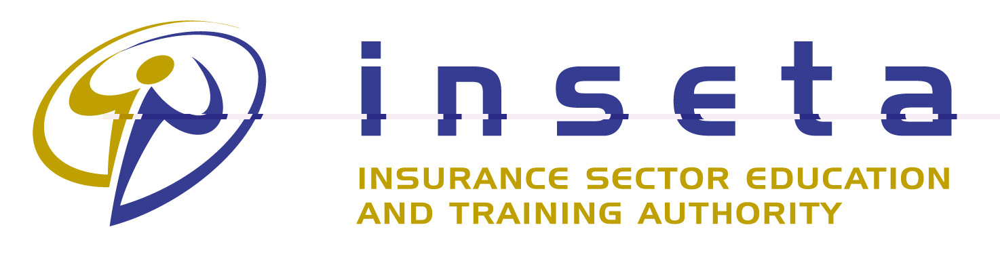 inseta
INSURANCE SECTOR EDUCATION
AND TRAINING AUTHORITY